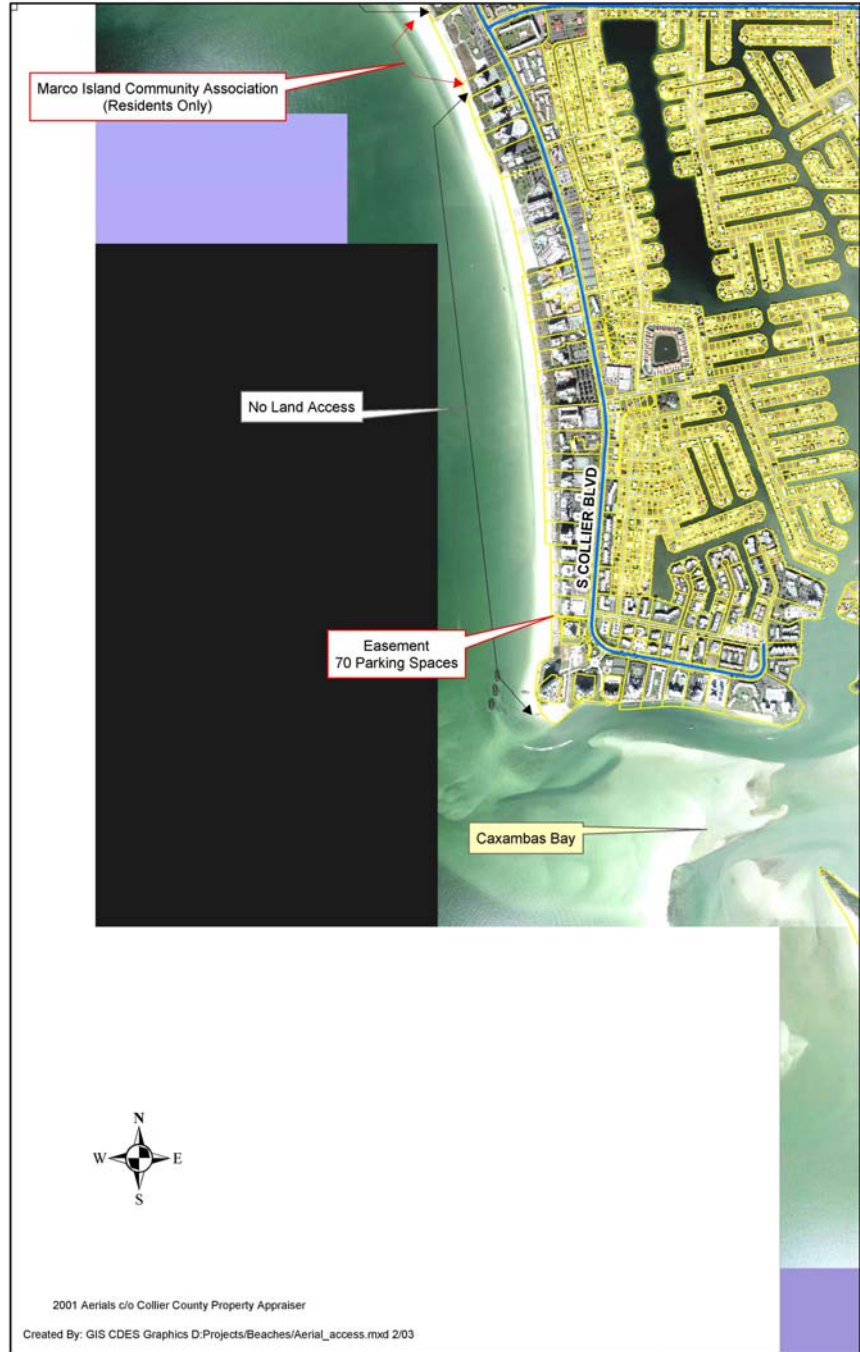 Marco Island Community Association
(Residents Only)
No Land Access
S COLLIER BLVD
Easement
70 Parking Spaces
Caxambas Bay
N
W E
S
2001 Aerials c/o Collier County Property Appraiser
Created By: GIS CDES Graphics D:Projects/Beaches/Aerial_access.mxd 2/03